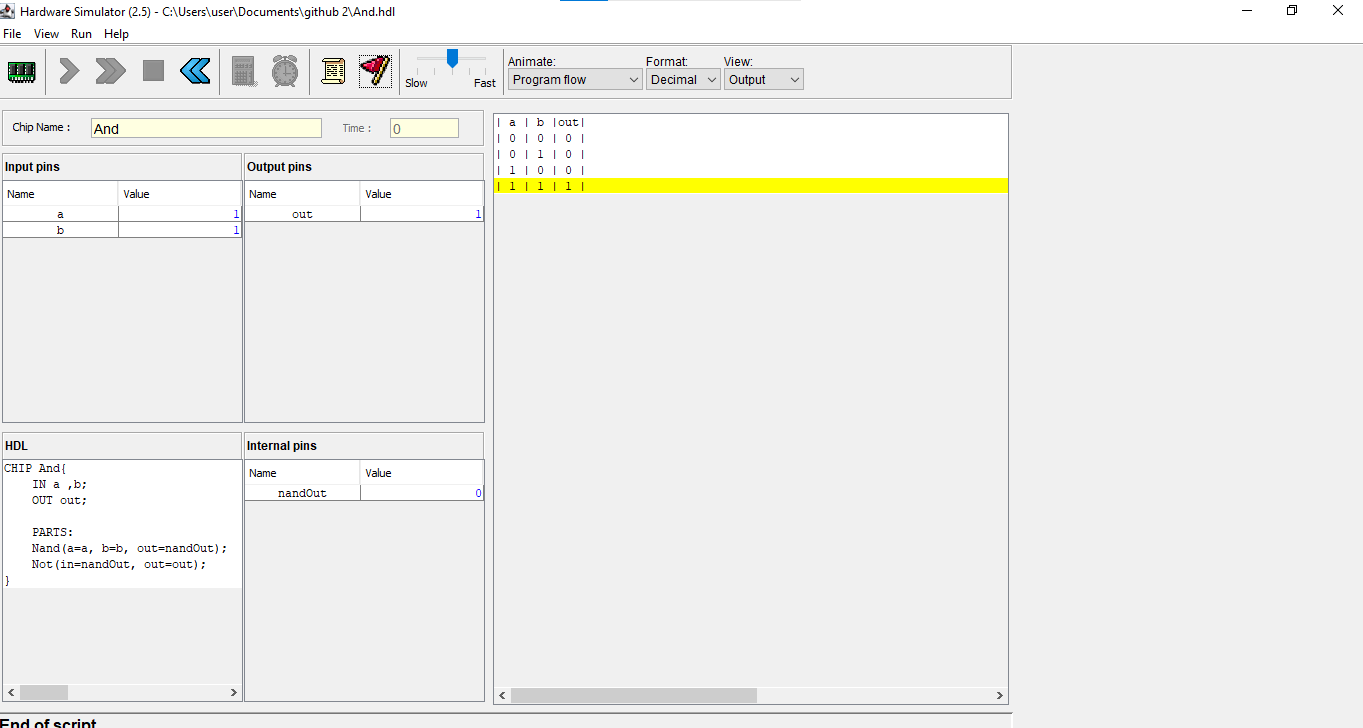 Hardware Simulator (2.5) - C:\Users\user\Documents\github 2\And.hdl
File View Run Help
Slow Fast
Animate: Format: View:
Program flow Decimal Output
Chip Name : And Time : 0
Input pins
Name Value
a 1
b 1
Output pins
Name Value
out 1
HDL
CHIP And{
    IN a ,b;
    OUT out;

    PARTS:
    Nand(a=a, b=b, out=nandOut);
    Not(in=nandOut, out=out);
}
Internal pins
Name Value
nandOut 0
| a | b |out|
| 0 | 0 | 0 |
| 0 | 1 | 0 |
| 1 | 0 | 0 |
| 1 | 1 | 1 |
End of script